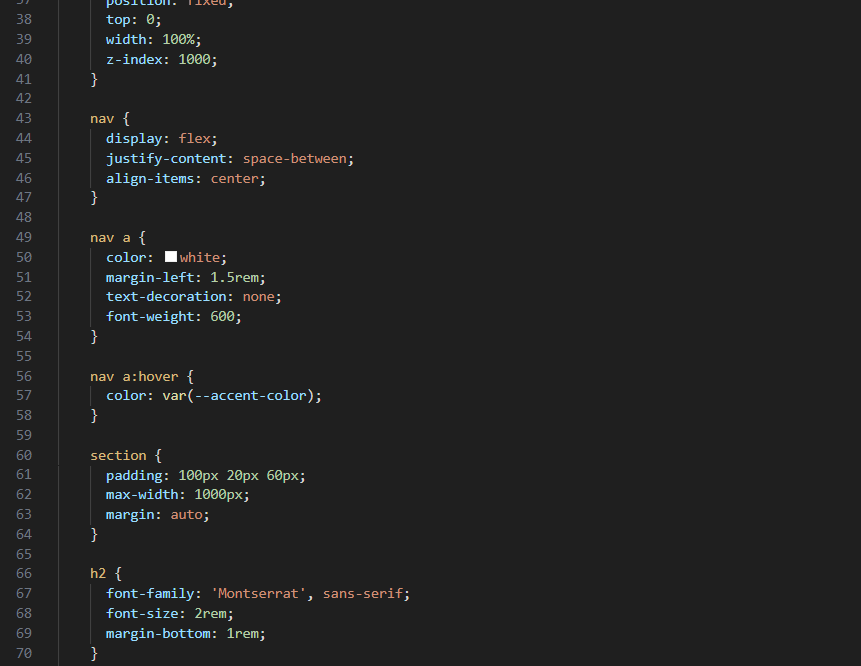 37 position: fixed;
38 top: 0;
39 width: 100%;
40 z-index: 1000;
41 }
42
43 nav {
44 display: flex;
45 justify-content: space-between;
46 align-items: center;
47 }
48
49 nav a {
50 color: white;
51 margin-left: 1.5rem;
52 text-decoration: none;
53 font-weight: 600;
54 }
55
56 nav a:hover {
57 color: var(--accent-color);
58 }
59
60 section {
61 padding: 100px 20px 60px;
62 max-width: 1000px;
63 margin: auto;
64 }
65
66 h2 {
67 font-family: 'Montserrat', sans-serif;
68 font-size: 2rem;
69 margin-bottom: 1rem;
70 }